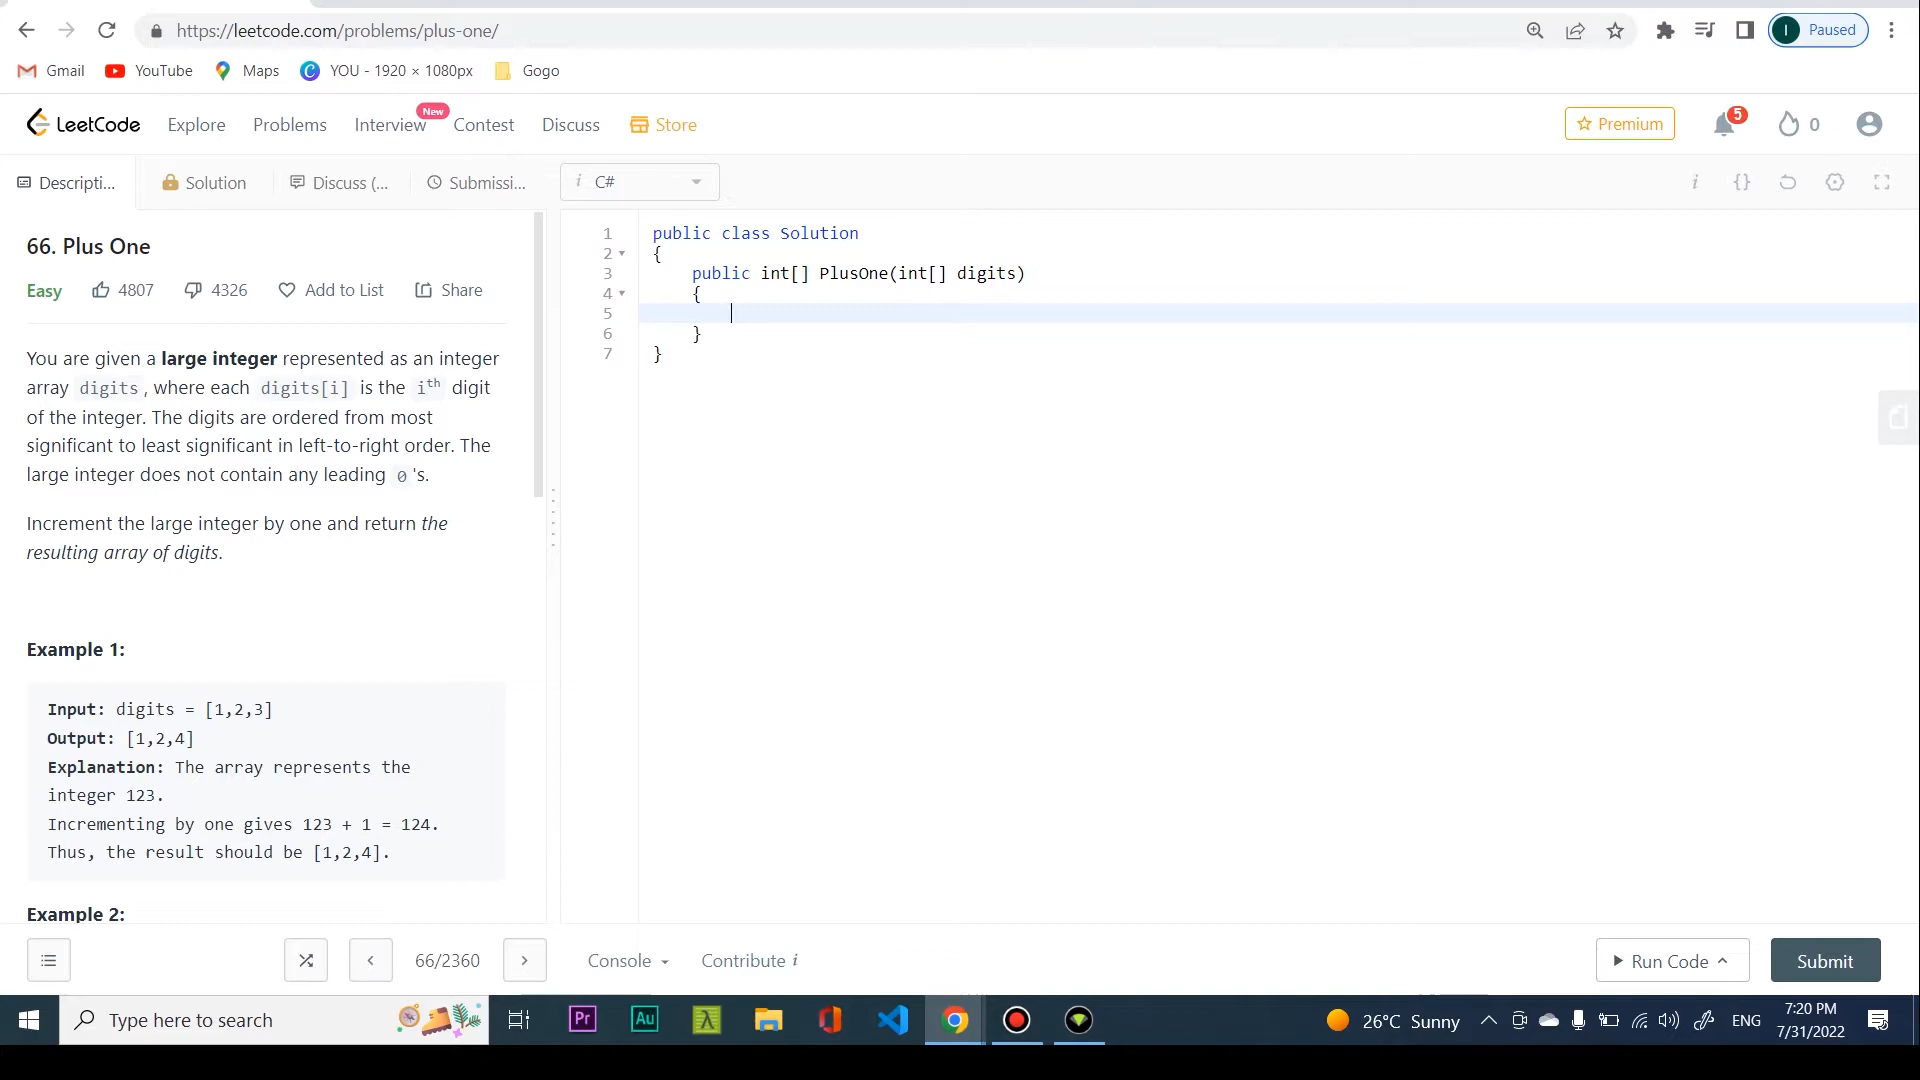 https://leetcode.com/problems/plus-one/
I Paused
Gmail YouTube Maps YOU - 1920 × 1080px Gogo
LeetCode Explore Problems Interview New Contest Discuss Store Premium 5 0
Descripti... Solution Discuss (... Submissi... i C# i {}
66. Plus One
Easy 4807 4326 Add to List Share
You are given a large integer represented as an integer
array digits, where each digits[i] is the ith digit
of the integer. The digits are ordered from most
significant to least significant in left-to-right order. The
large integer does not contain any leading 0's.
Increment the large integer by one and return the
resulting array of digits.
Example 1:
Input: digits = [1,2,3]
Output: [1,2,4]
Explanation: The array represents the
integer 123.
Incrementing by one gives 123 + 1 = 124.
Thus, the result should be [1,2,4].
Example 2:
1 public class Solution
2 {
3 public int[] PlusOne(int[] digits)
4 {
5
6 }
7 }
66/2360 Console Contribute i Run Code Submit
Type here to search Pr Au 26°C Sunny ENG 7:20 PM
7/31/2022